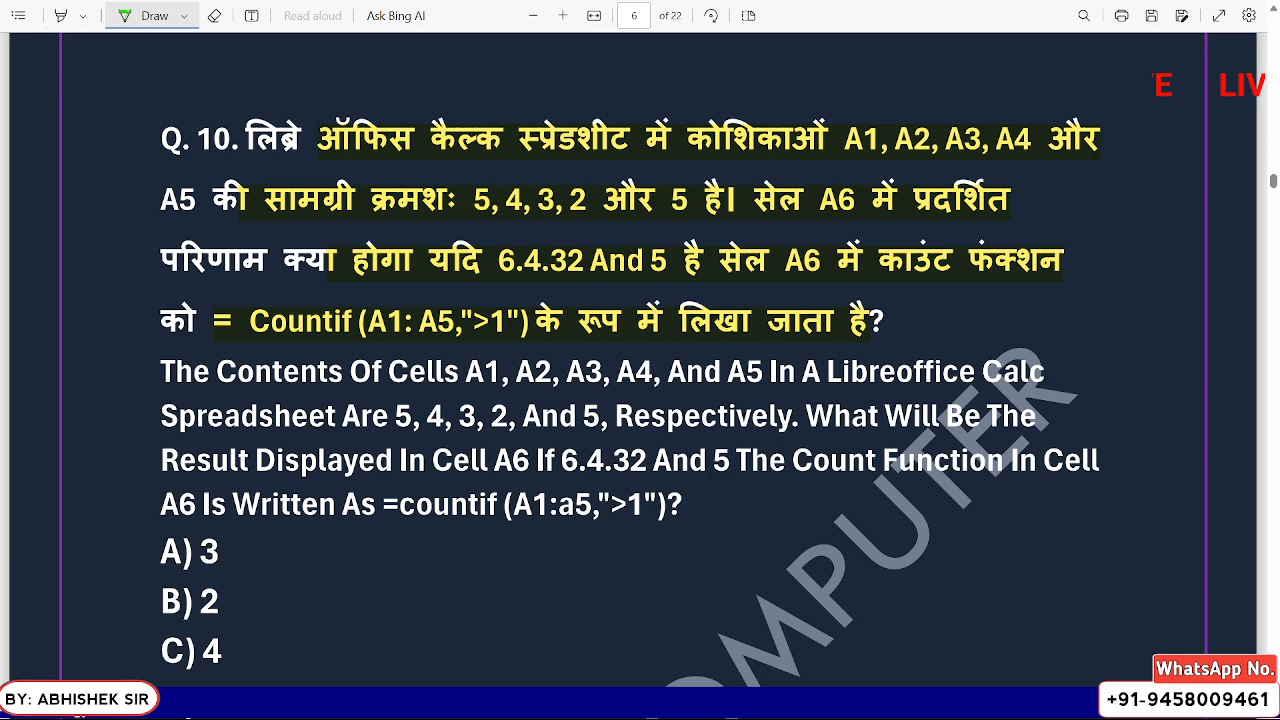 Draw
Read aloud
Ask Bing AI
6 of 22
E LIV
Q. 10. लिब्रे ऑफिस कैल्क स्प्रेडशीट में कोशिकाओं A1, A2, A3, A4 और
A5 की सामग्री क्रमशः 5, 4, 3, 2 और 5 है। सेल A6 में प्रदर्शित
परिणाम क्या होगा यदि 6.4.32 And 5 है सेल A6 में काउंट फंक्शन
को = Countif (A1: A5,">1") के रूप में लिखा जाता है?
The Contents Of Cells A1, A2, A3, A4, And A5 In A Libreoffice Calc
Spreadsheet Are 5, 4, 3, 2, And 5, Respectively. What Will Be The
Result Displayed In Cell A6 If 6.4.32 And 5 The Count Function In Cell
A6 Is Written As =countif (A1:a5,">1")?
A) 3
B) 2
C) 4
OMPUTER
WhatsApp No.
BY: ABHISHEK SIR
+91-9458009461